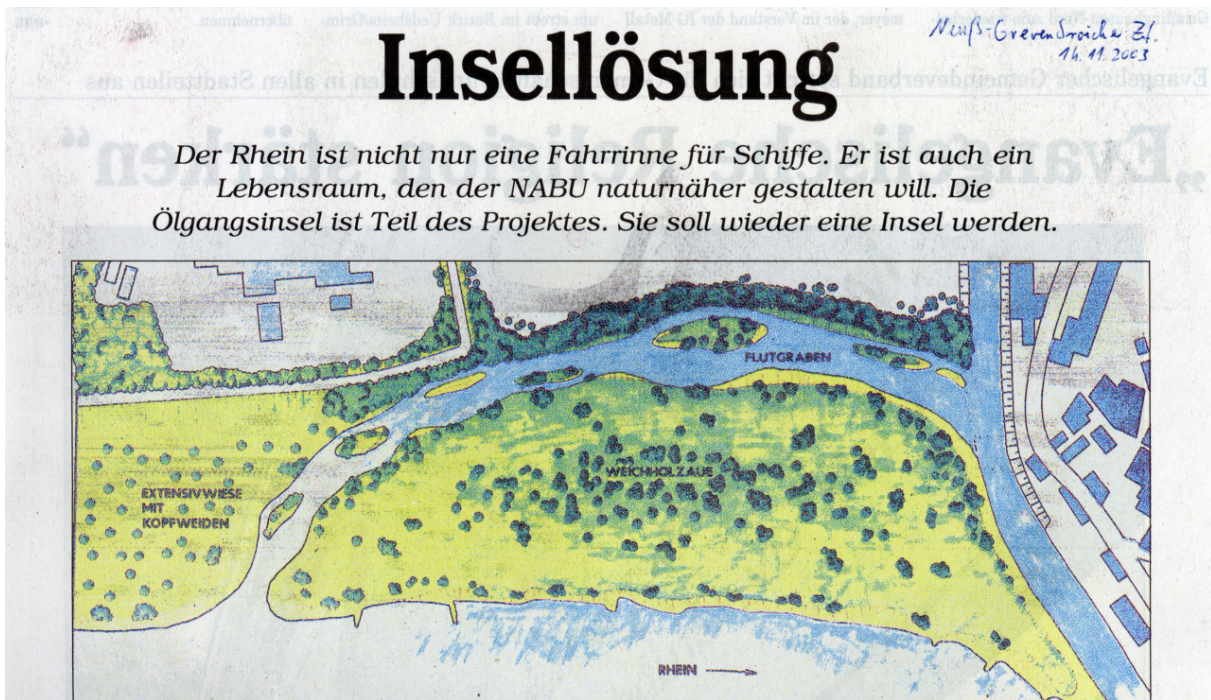 Neuß-Grevenbroicher Zt.
14.11.2003
Insellösung
Der Rhein ist nicht nur eine Fahrrinne für Schiffe. Er ist auch ein
Lebensraum, den der NABU naturnäher gestalten will. Die
Ölgangsinsel ist Teil des Projektes. Sie soll wieder eine Insel werden.
FLUTGRABEN
WEICHHOLZAUE
EXTENSIVWIESE
MIT
KOPFWEIDEN
RHEIN